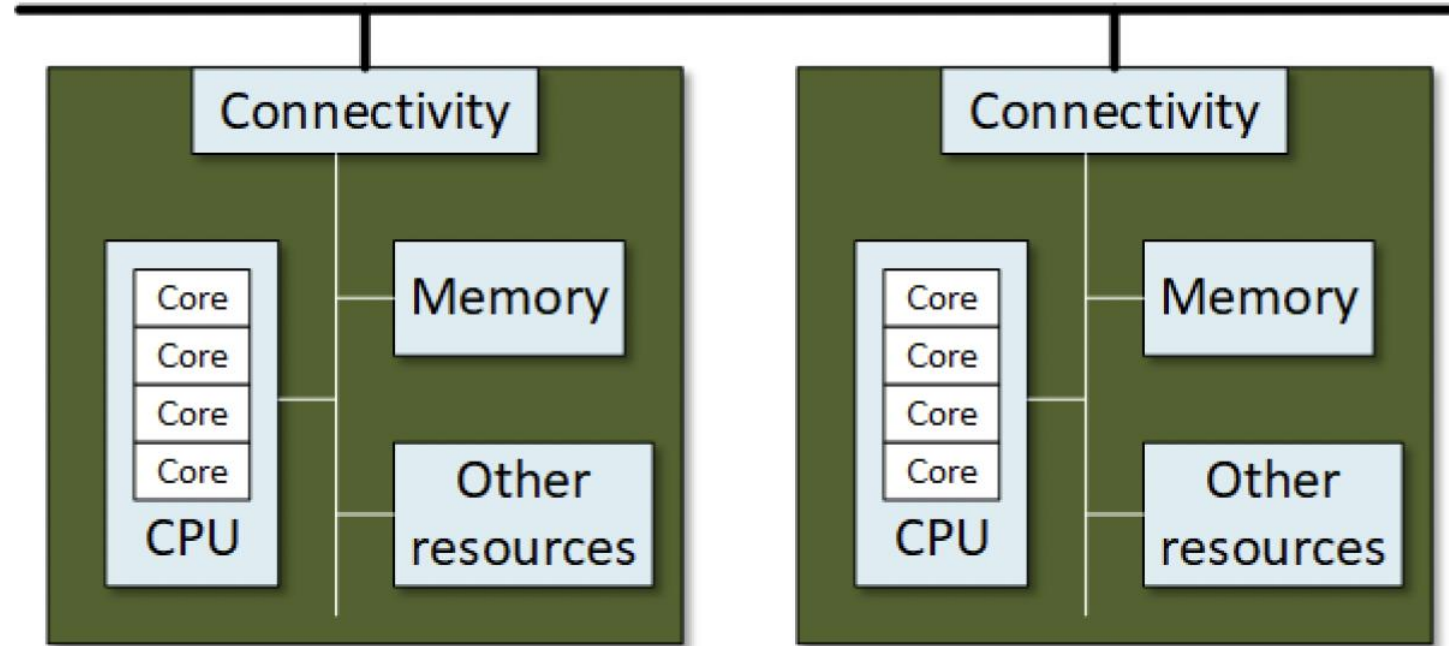 Connectivity
Core
Core
Core
Core
CPU
Memory
Other
resources
Connectivity
Core
Core
Core
Core
CPU
Memory
Other
resources